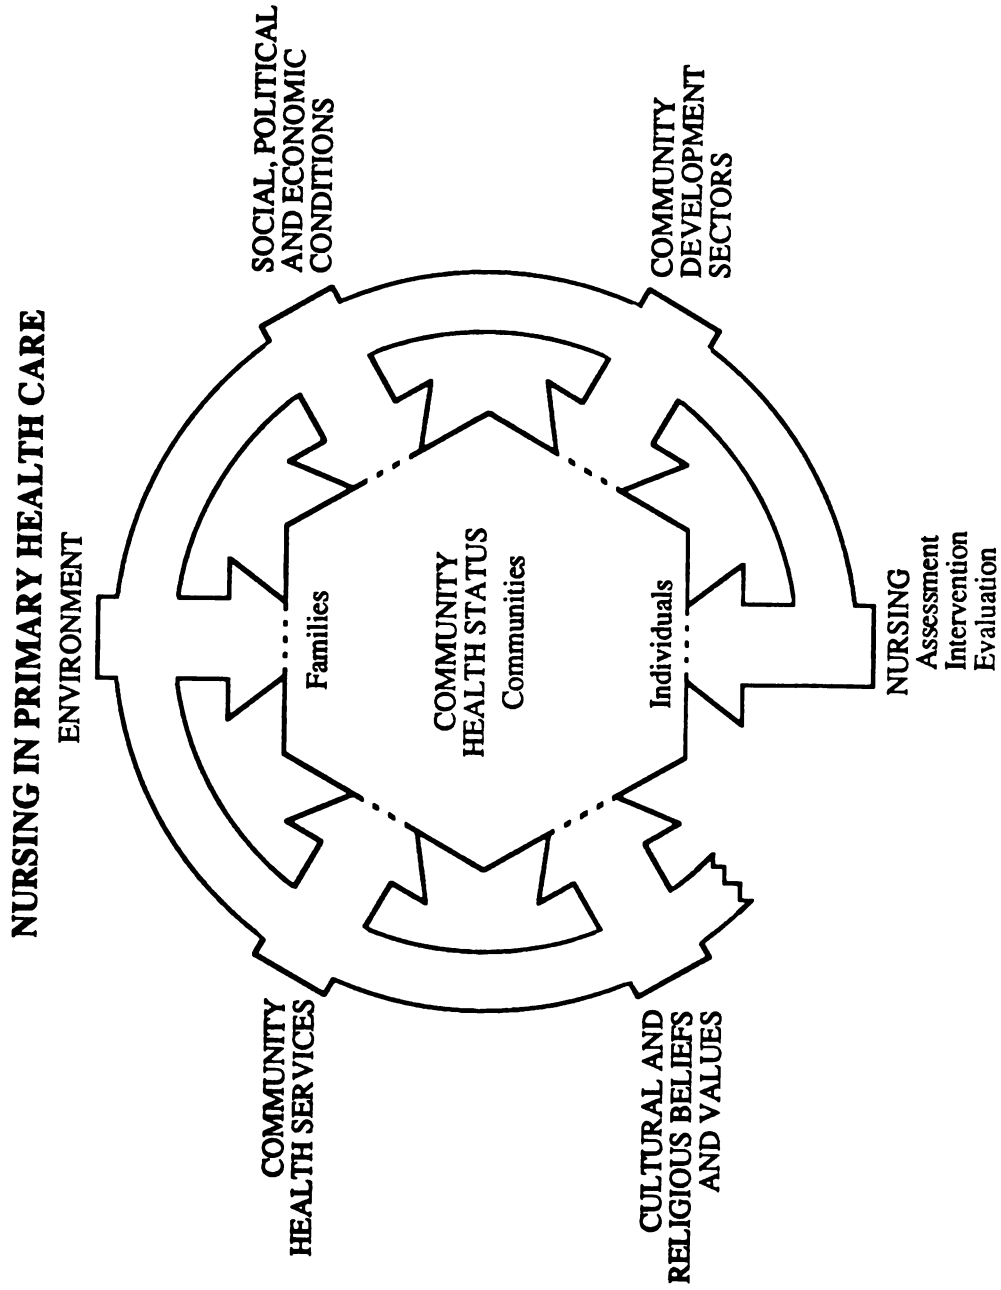 NURSING IN PRIMARY HEALTH CARE
ENVIRONMENT
COMMUNITY
HEALTH SERVICES
SOCIAL, POLITICAL
AND ECONOMIC
CONDITIONS
Families
COMMUNITY
HEALTH STATUS
Communities
Individuals
CULTURAL AND
RELIGIOUS BELIEFS
AND VALUES
COMMUNITY
DEVELOPMENT
SECTORS
NURSING
Assessment
Intervention
Evaluation